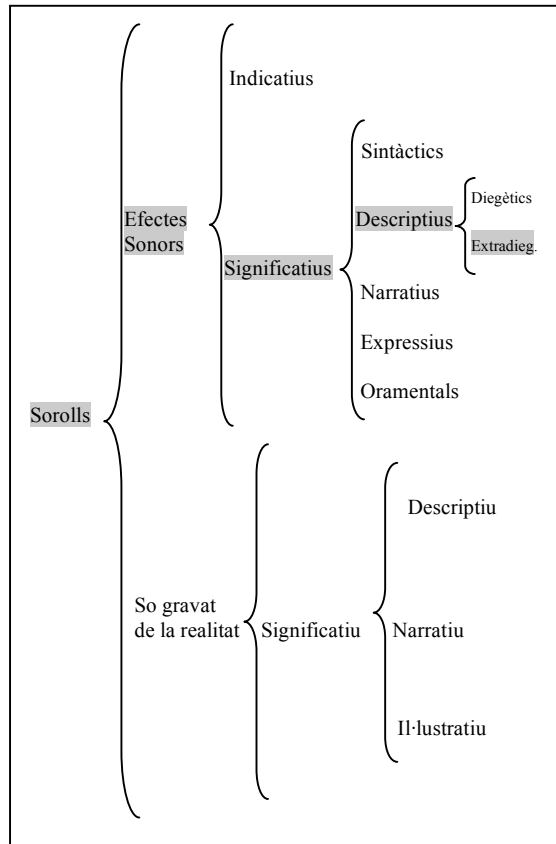 Indicatius
Sintàctics
Efectes
Sonors
Descriptius
Diegètics
Extradieg.
Significatius
Narratius
Expressius
Oramentals
Sorolls
Descriptiu
So gravat
de la realitat
Significatiu
Narratiu
Il·lustratiu